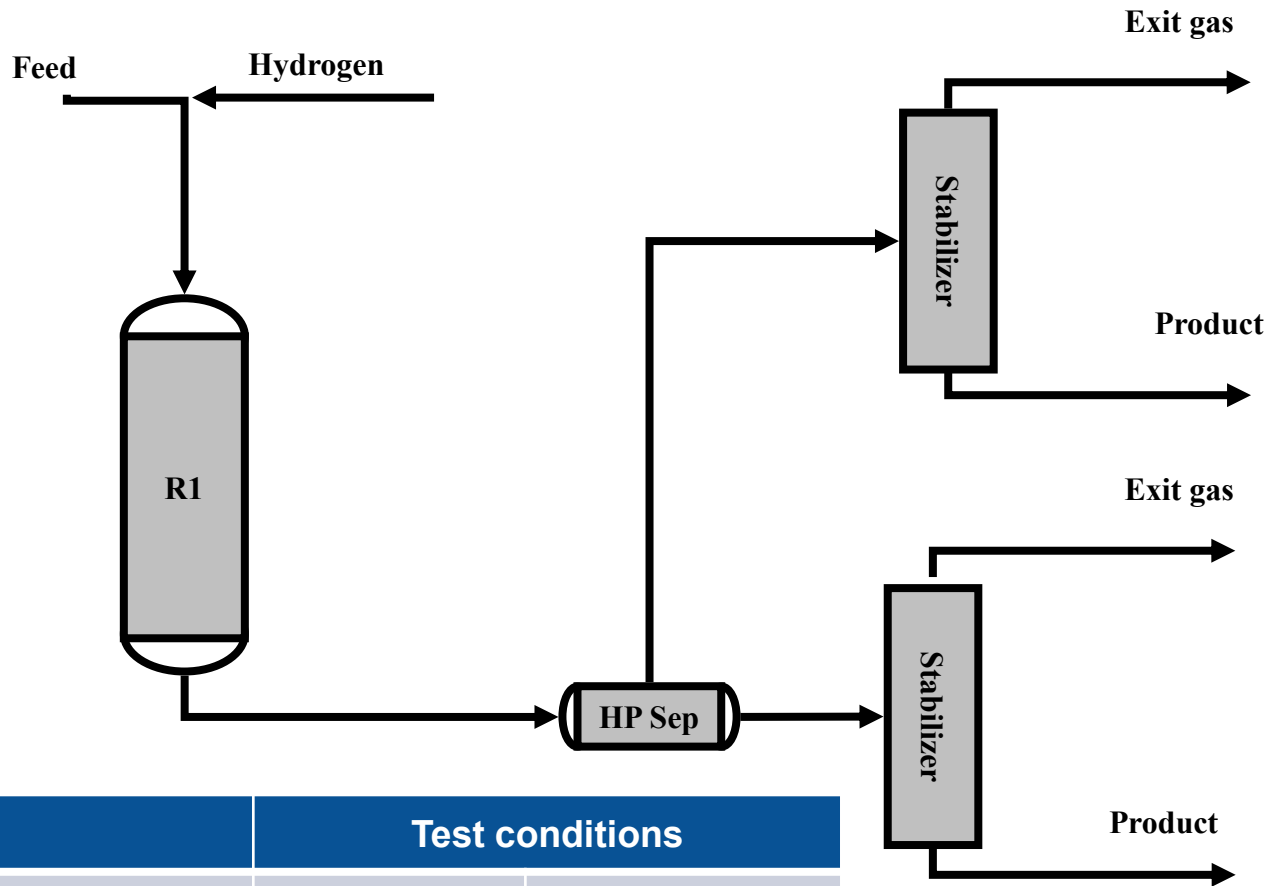 Exit gas
Feed
Hydrogen
Stabilizer
Product
R1
Exit gas
HP Sep
Stabilizer
Test conditions
Product